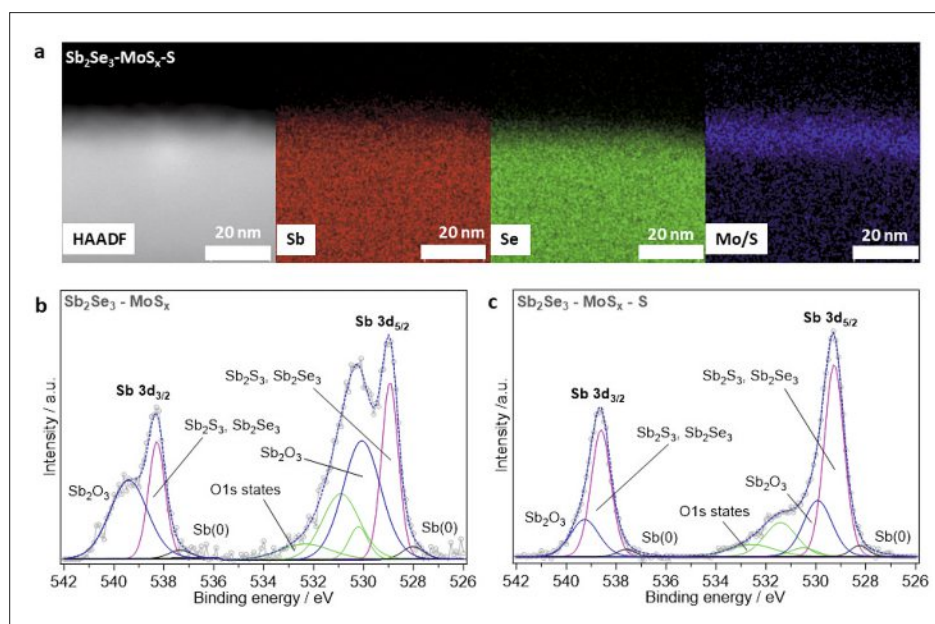 a
Sb₂Se₃-MoSₓ-S
HAADF
20 nm
Sb
20 nm
Se
20 nm
Mo/S
20 nm
b
Sb₂Se₃ - MoSₓ
Sb 3d₅/₂
Sb 3d₃/₂
Sb₂S₃, Sb₂Se₃
Sb₂S₃, Sb₂Se₃
Sb₂O₃
Sb₂O₃
O1s states
Sb(0)
Sb(0)
Intensity / a.u.
542 540 538 536 534 532 530 528 526
Binding energy / eV
c
Sb₂Se₃ - MoSₓ - S
Sb 3d₅/₂
Sb 3d₃/₂
Sb₂S₃, Sb₂Se₃
Sb₂S₃, Sb₂Se₃
Sb₂O₃
Sb₂O₃
O1s states
Sb(0)
Sb(0)
Intensity /a.u.
542 540 538 536 534 532 530 528 526
Binding energy / eV